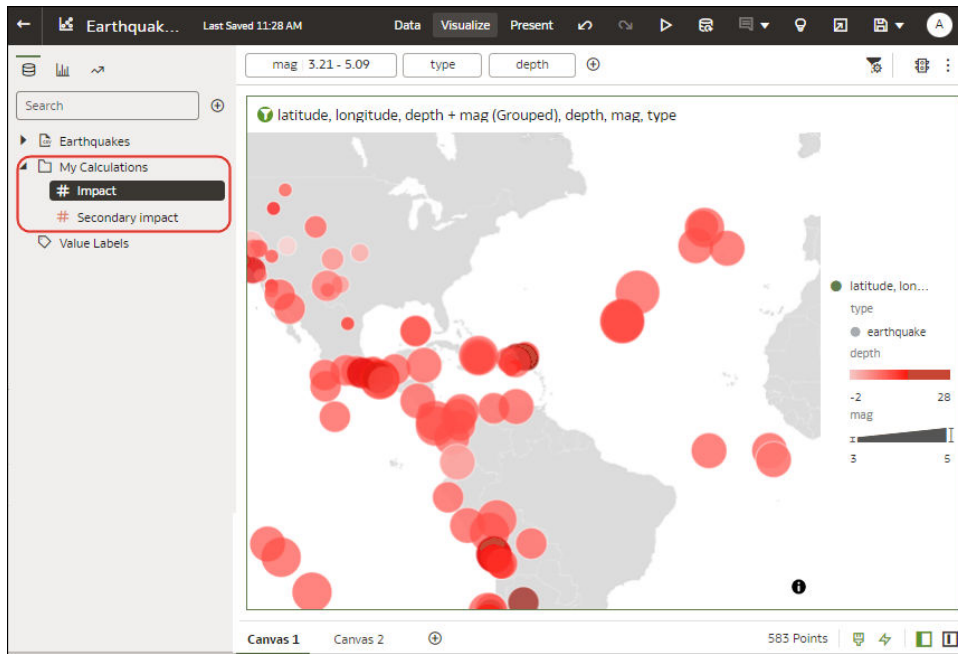 Earthquak... Last Saved 11:28 AM Data Visualize Present A
mag 3.21 - 5.09 type depth
Search
Earthquakes
My Calculations
# Impact
# Secondary impact
Value Labels
latitude, longitude, depth + mag (Grouped), depth, mag, type
latitude, lon...
type
earthquake
depth
-2 28
mag
3 5
Canvas 1 Canvas 2 583 Points